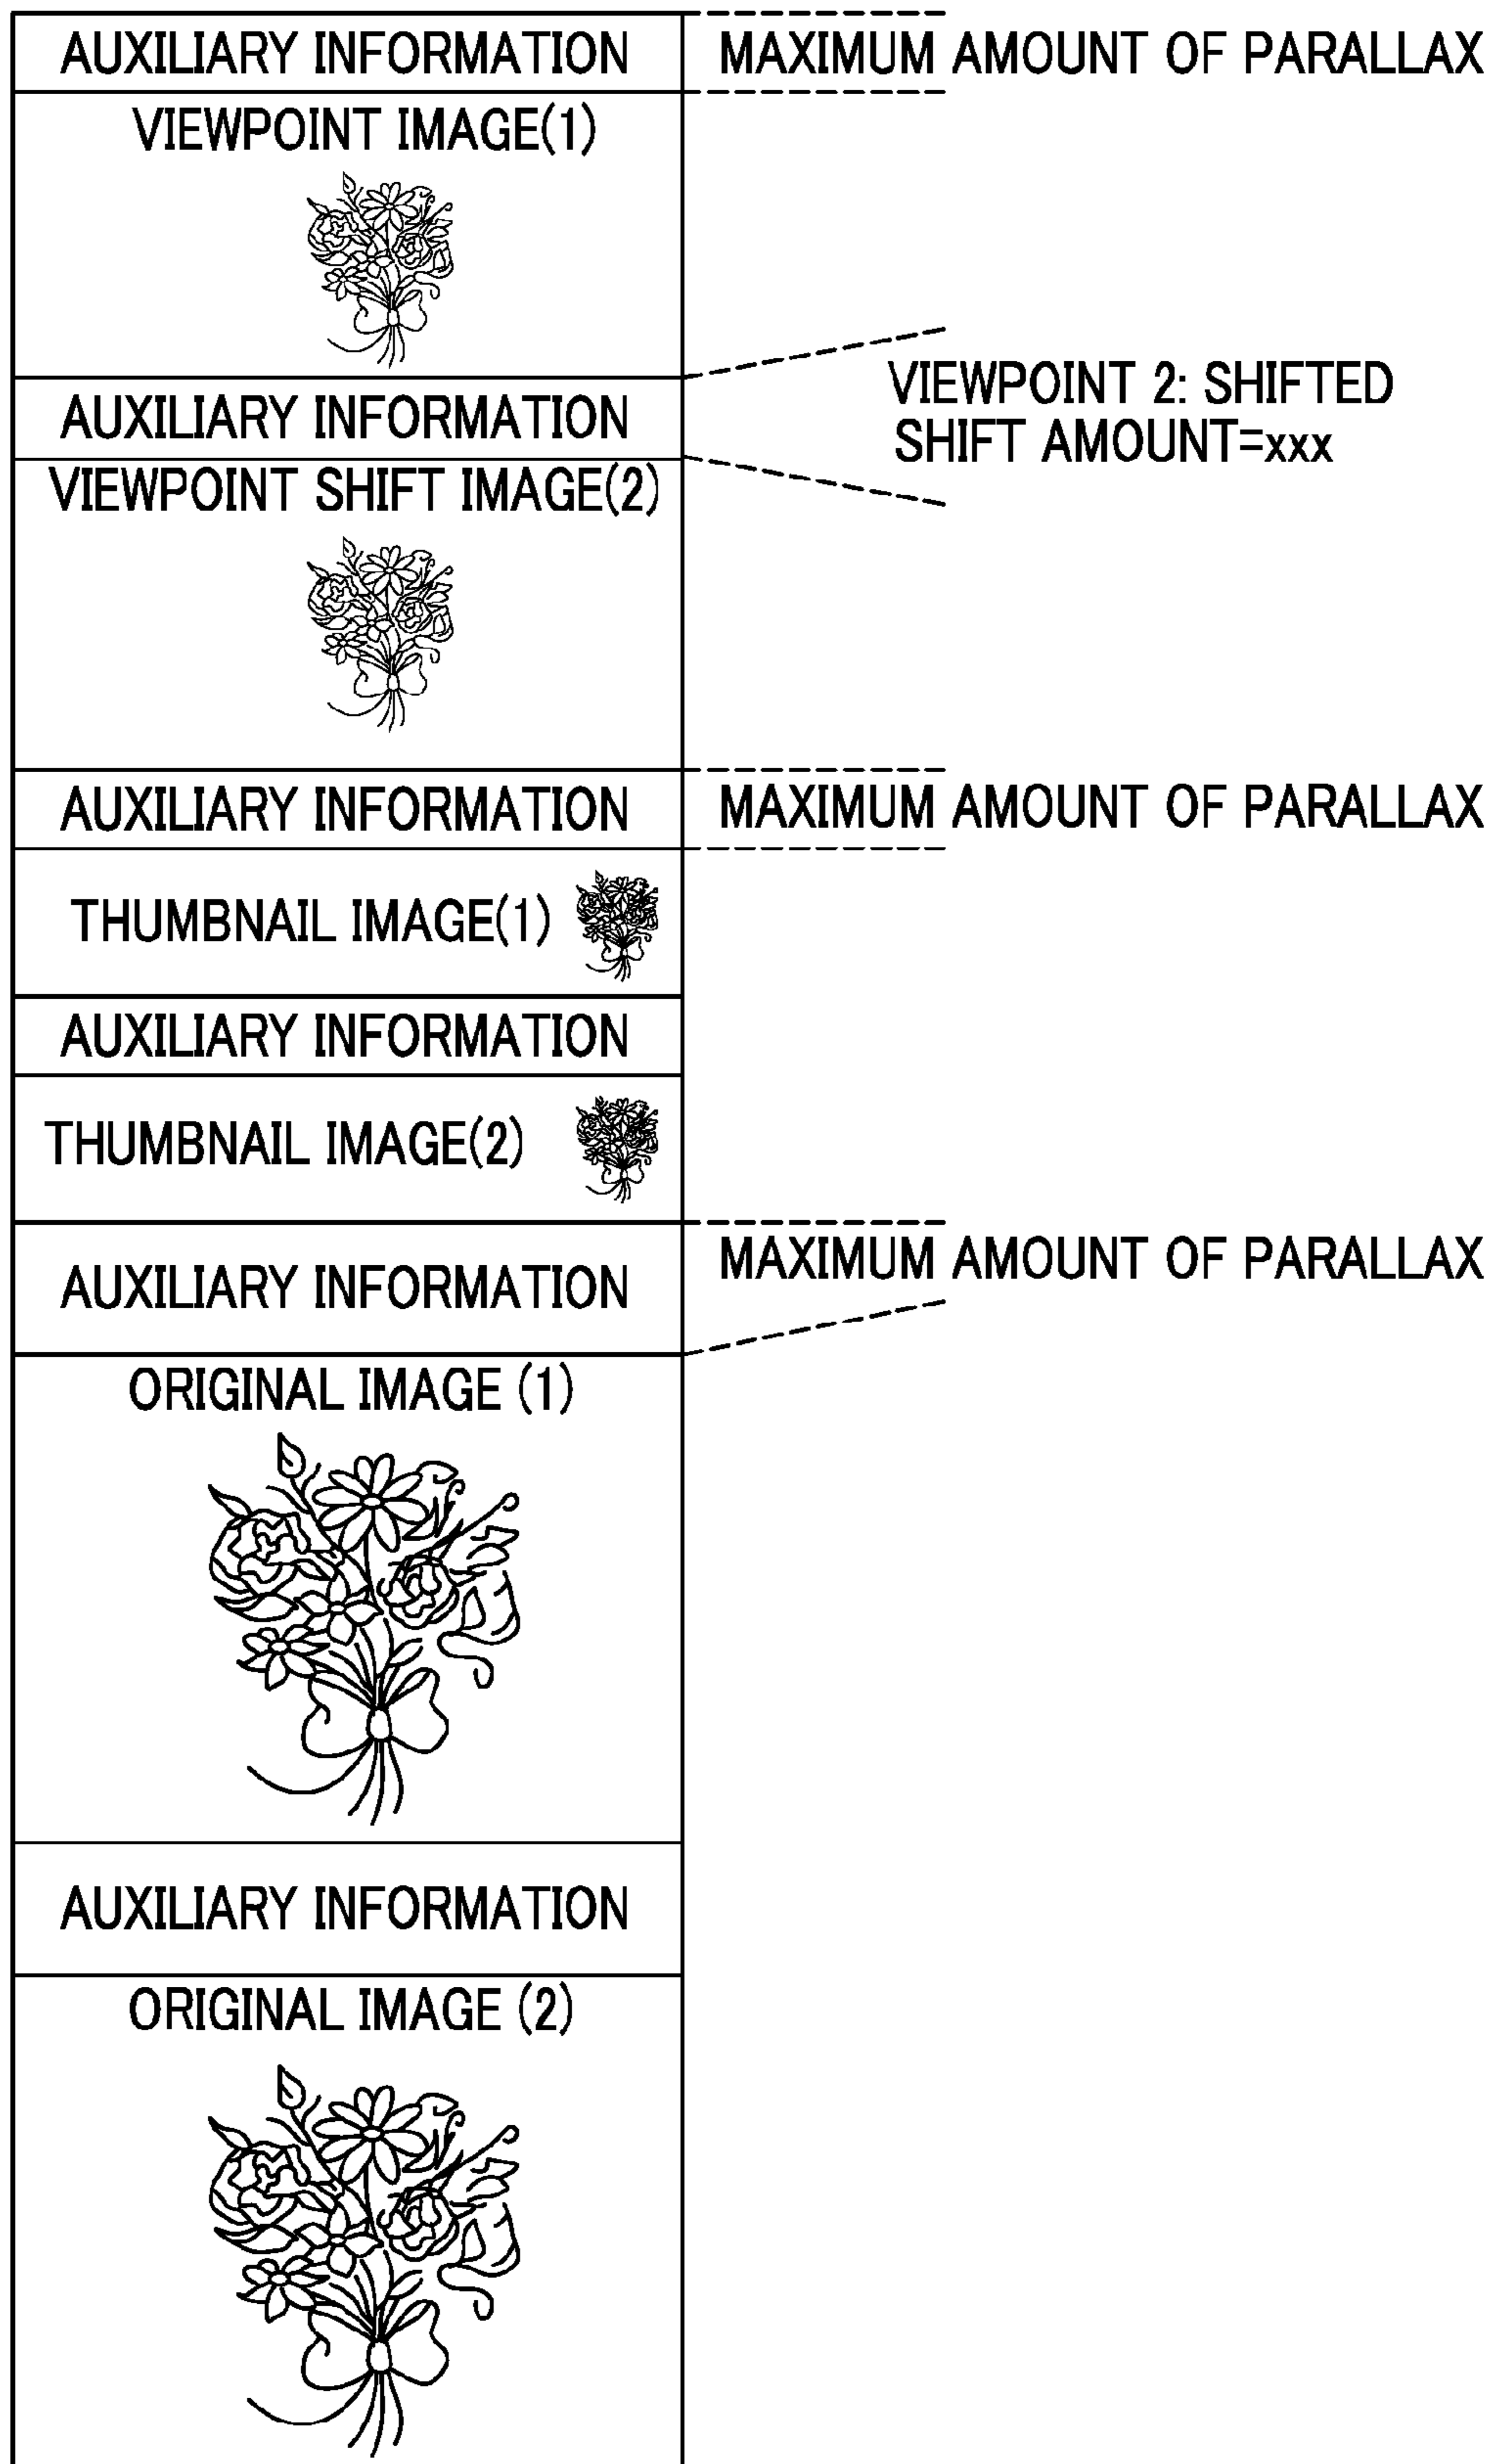 AUXILIARY INFORMATION
MAXIMUM AMOUNT OF PARALLAX
VIEWPOINT IMAGE(1)
VIEWPOINT 2: SHIFTED
SHIFT AMOUNT=xxx
AUXILIARY INFORMATION
VIEWPOINT SHIFT IMAGE(2)
AUXILIARY INFORMATION
MAXIMUM AMOUNT OF PARALLAX
THUMBNAIL IMAGE(1)
AUXILIARY INFORMATION
THUMBNAIL IMAGE(2)
AUXILIARY INFORMATION
MAXIMUM AMOUNT OF PARALLAX
ORIGINAL IMAGE (1)
AUXILIARY INFORMATION
ORIGINAL IMAGE (2)